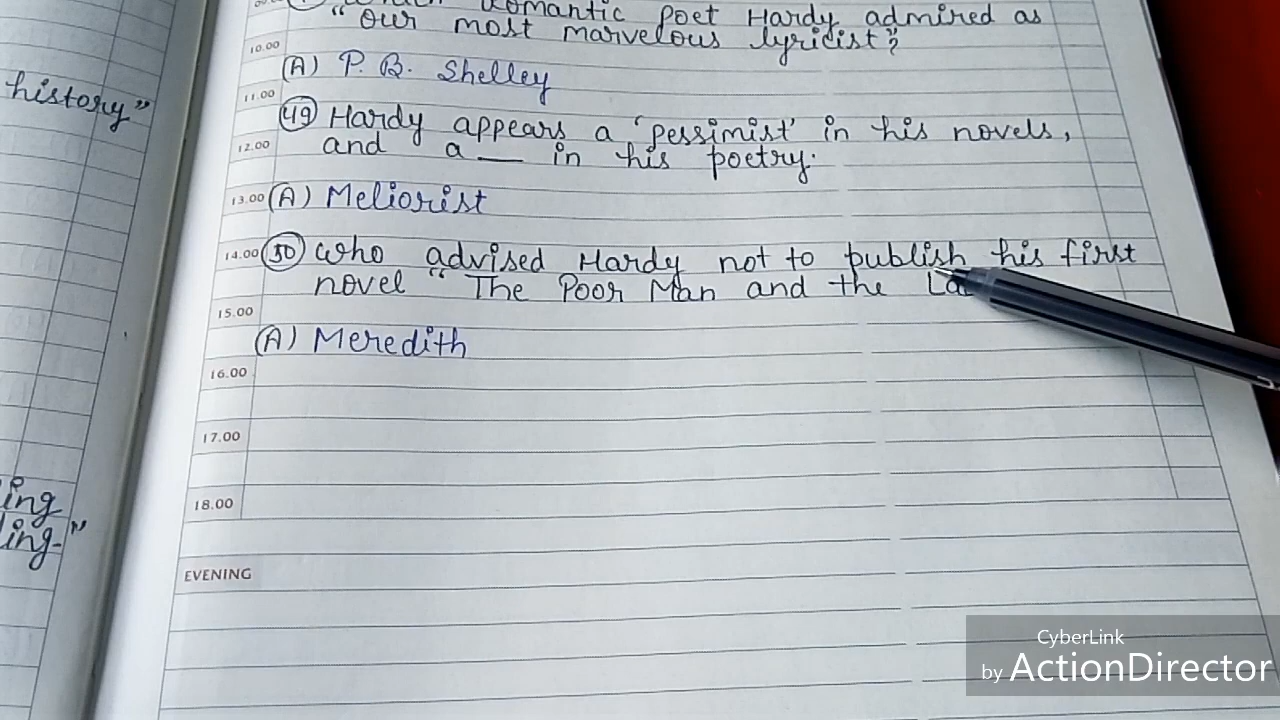 history"
ing
ling-"
Romantic Poet Hardy admired as
"our most marvelous lyricist"?
10.00
(A) P. B. Shelley
11.00
49 Hardy appears a 'pessimist' in his novels,
12.00 and a __ in his poetry.
13.00 (A) Meliorist
14.00 50 Who advised Hardy not to publish his first
novel "The Poor Man and the
15.00
(A) Meredith
16.00
17.00
18.00
EVENING
CyberLink
by ActionDirector